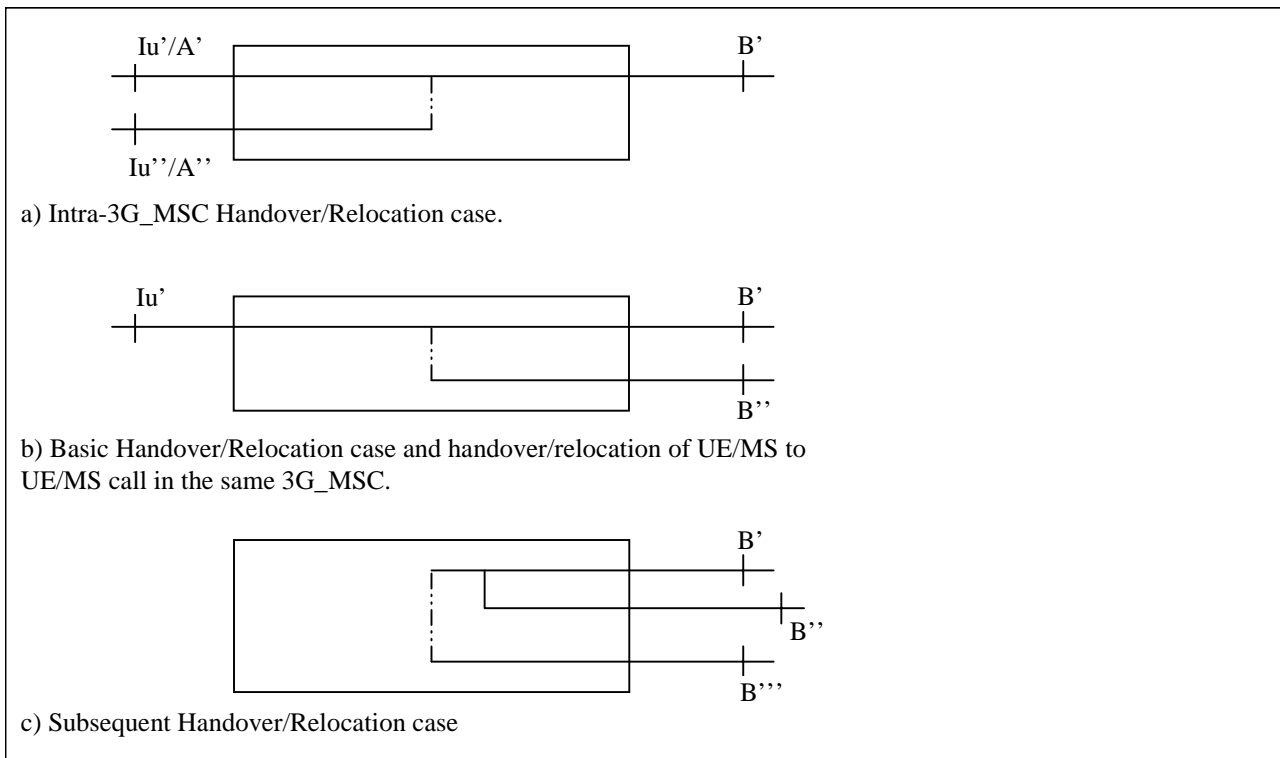 Iu’/A’
B’
Iu’’/A’’
a) Intra-3G_MSC Handover/Relocation case.
Iu’
B’
B’’
b) Basic Handover/Relocation case and handover/relocation of UE/MS to
UE/MS call in the same 3G_MSC.
B’
B’’
B’’’
c) Subsequent Handover/Relocation case